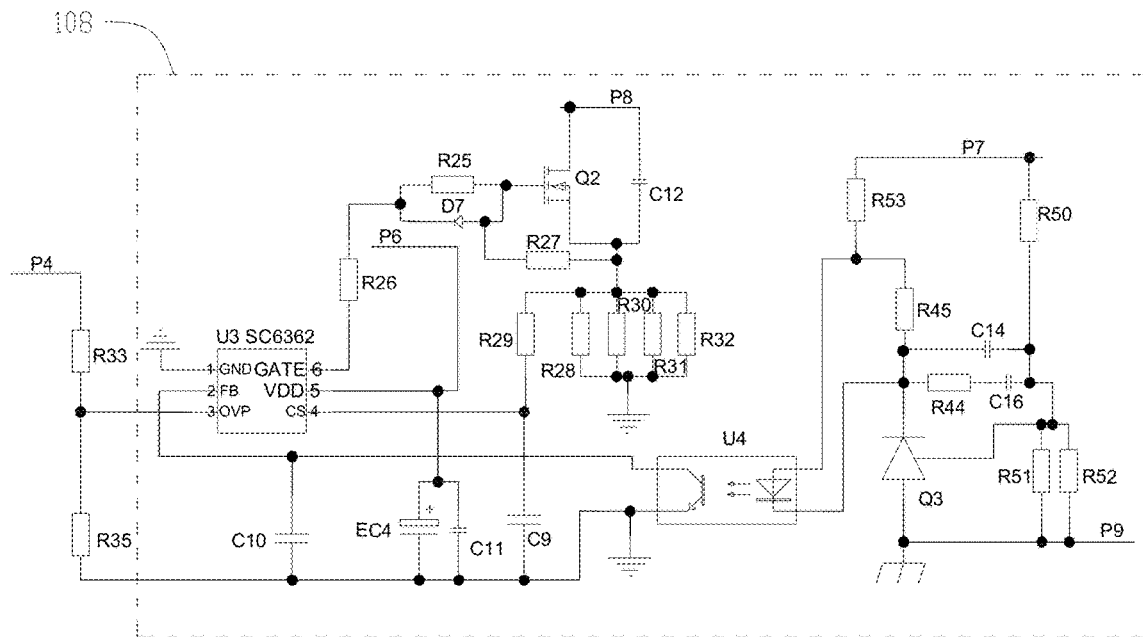 108
P8
R25
Q2
P7
D7
C12
R53
R50
P6
R27
P4
R26
R45
U3 SC6362
R30
C14
R33
R29
R32
1 GND GATE 6
R28
R31
2 FB VDD 5
3 OVP CS 4
R44
C16
U4
R51
R52
Q3
R35
C10
EC4
+
C11
C9
P9